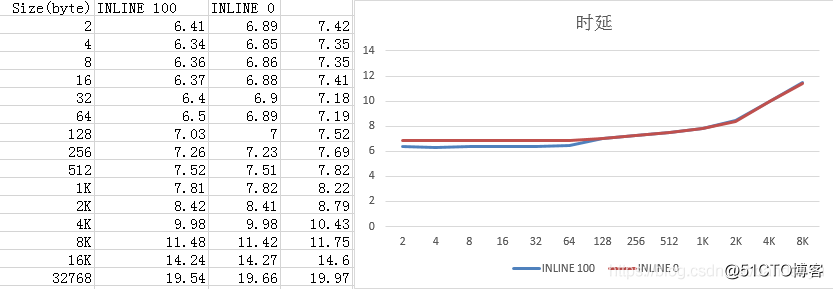 Size(byte) INLINE 100 INLINE 0
2 6.41 6.89 7.42
4 6.34 6.85 7.35
8 6.36 6.86 7.35
16 6.37 6.88 7.41
32 6.4 6.9 7.18
64 6.5 6.89 7.19
128 7.03 7 7.52
256 7.26 7.23 7.69
512 7.52 7.51 7.82
1K 7.81 7.82 8.22
2K 8.42 8.41 8.79
4K 9.98 9.98 10.43
8K 11.48 11.42 11.75
16K 14.24 14.27 14.6
32768 19.54 19.66 19.97
时延
14
12
10
8
6
4
2
0
2 4 8 16 32 64 128 256 512 1K 2K 4K 8K
INLINE 100 INLINE 0
@51CTO博客